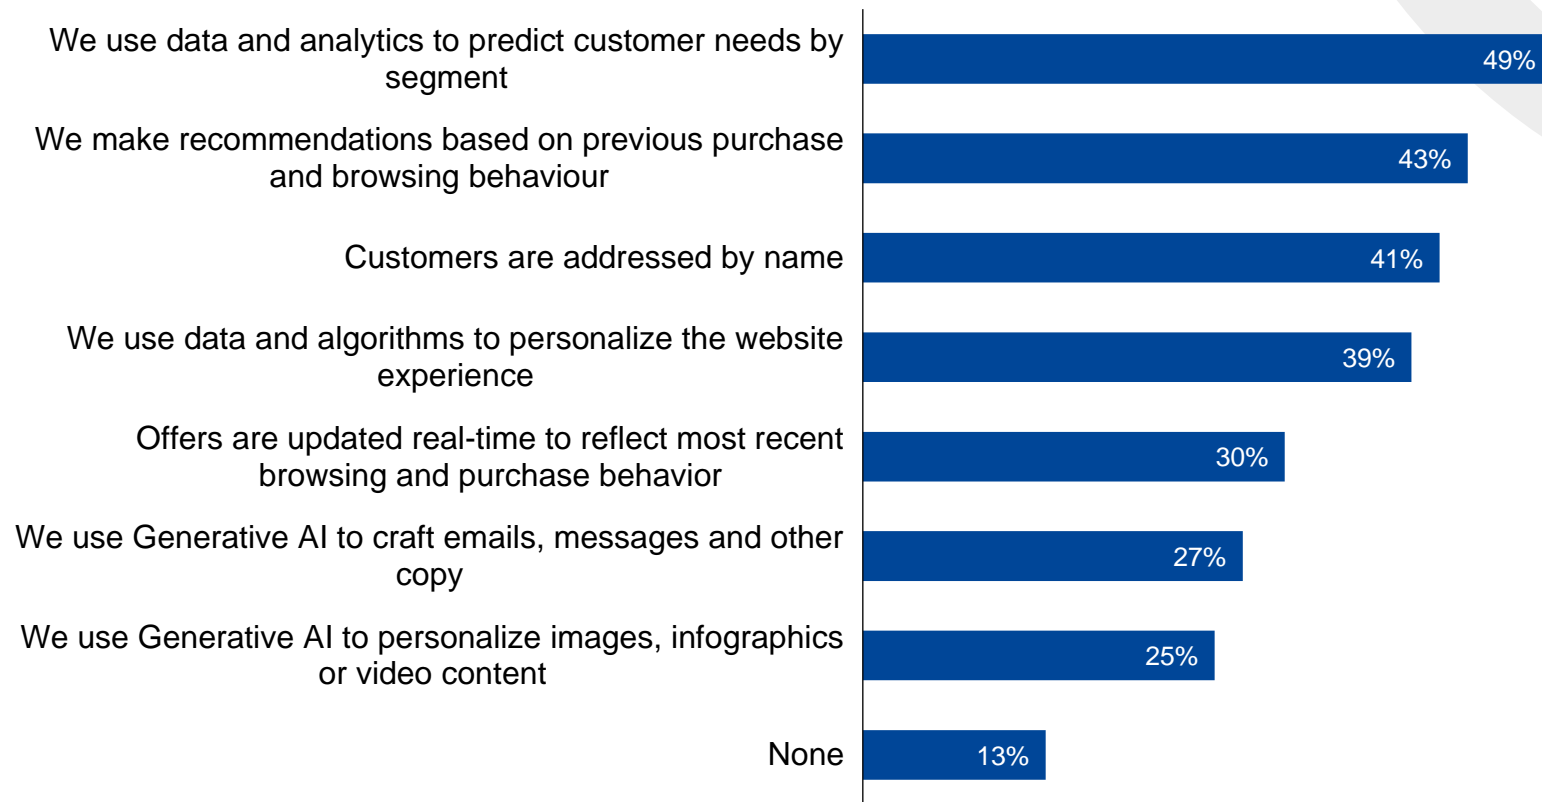 We use data and analytics to predict customer needs by
segment
49%
We make recommendations based on previous purchase
and browsing behaviour
43%
Customers are addressed by name
41%
We use data and algorithms to personalize the website
experience
39%
Offers are updated real-time to reflect most recent
browsing and purchase behavior
30%
We use Generative AI to craft emails, messages and other
copy
27%
We use Generative AI to personalize images, infographics
or video content
25%
None
13%